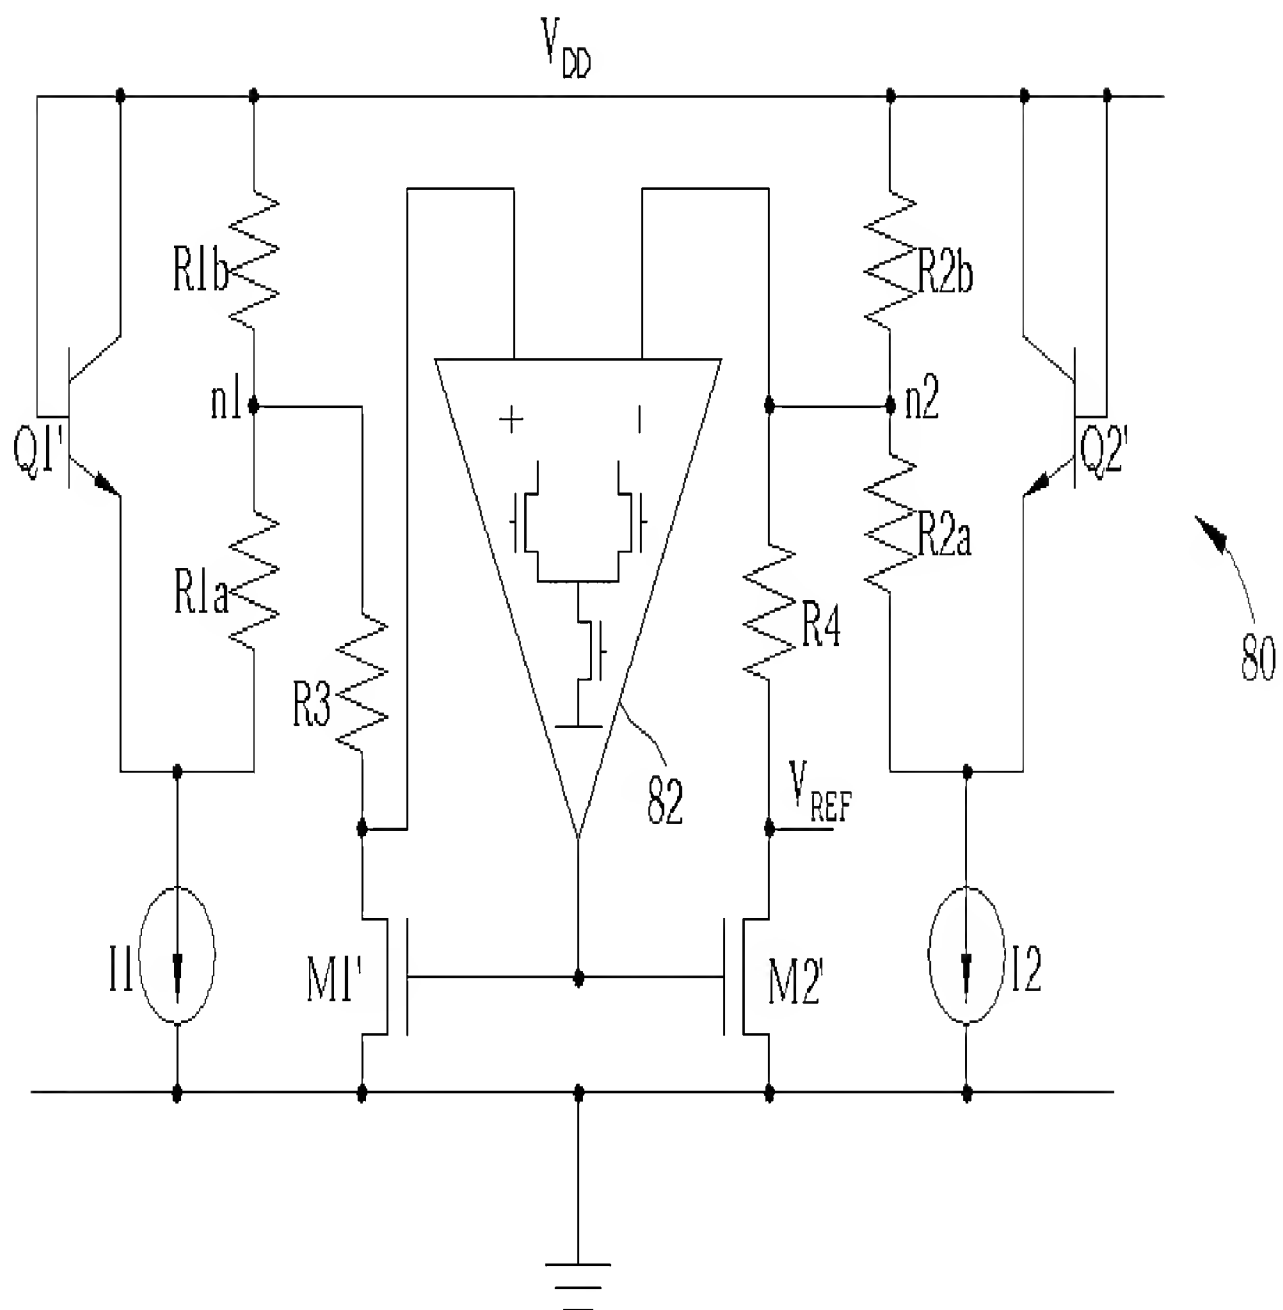 VDD
R1b
R2b
n1
n2
+
−
Q1'
Q2'
R1a
R2a
R3
R4
80
82
VREF
I1
M1'
M2'
I2